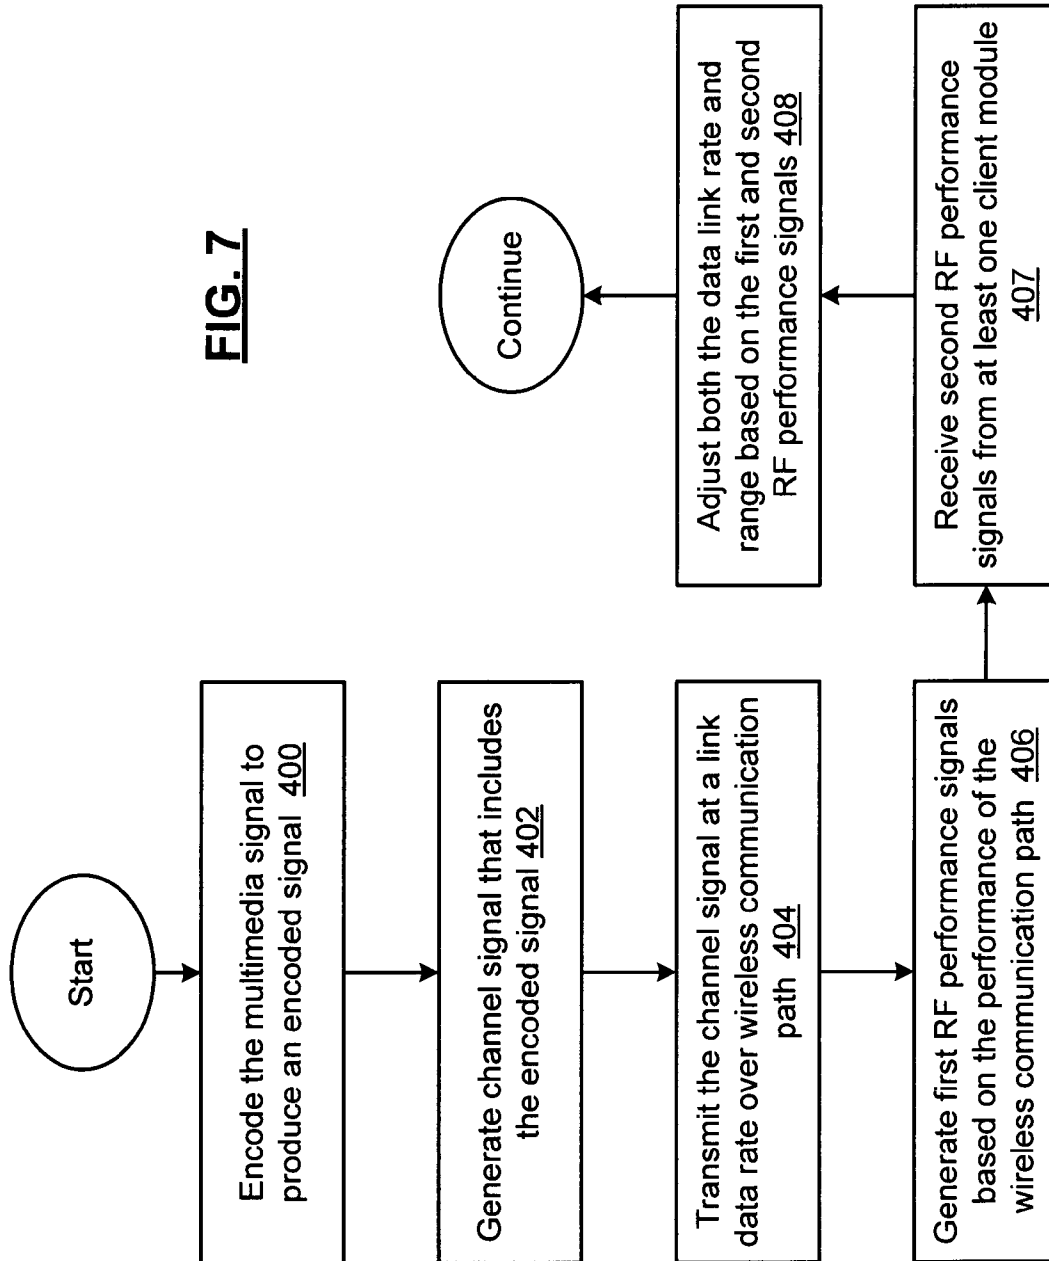 FIG. 7
Start
Encode the multimedia signal to
produce an encoded signal 400
Generate channel signal that includes
the encoded signal 402
Transmit the channel signal at a link
data rate over wireless communication
path 404
Generate first RF performance signals
based on the performance of the
wireless communication path 406
Receive second RF performance
signals from at least one client module
407
Adjust both the data link rate and
range based on the first and second
RF performance signals 408
Continue